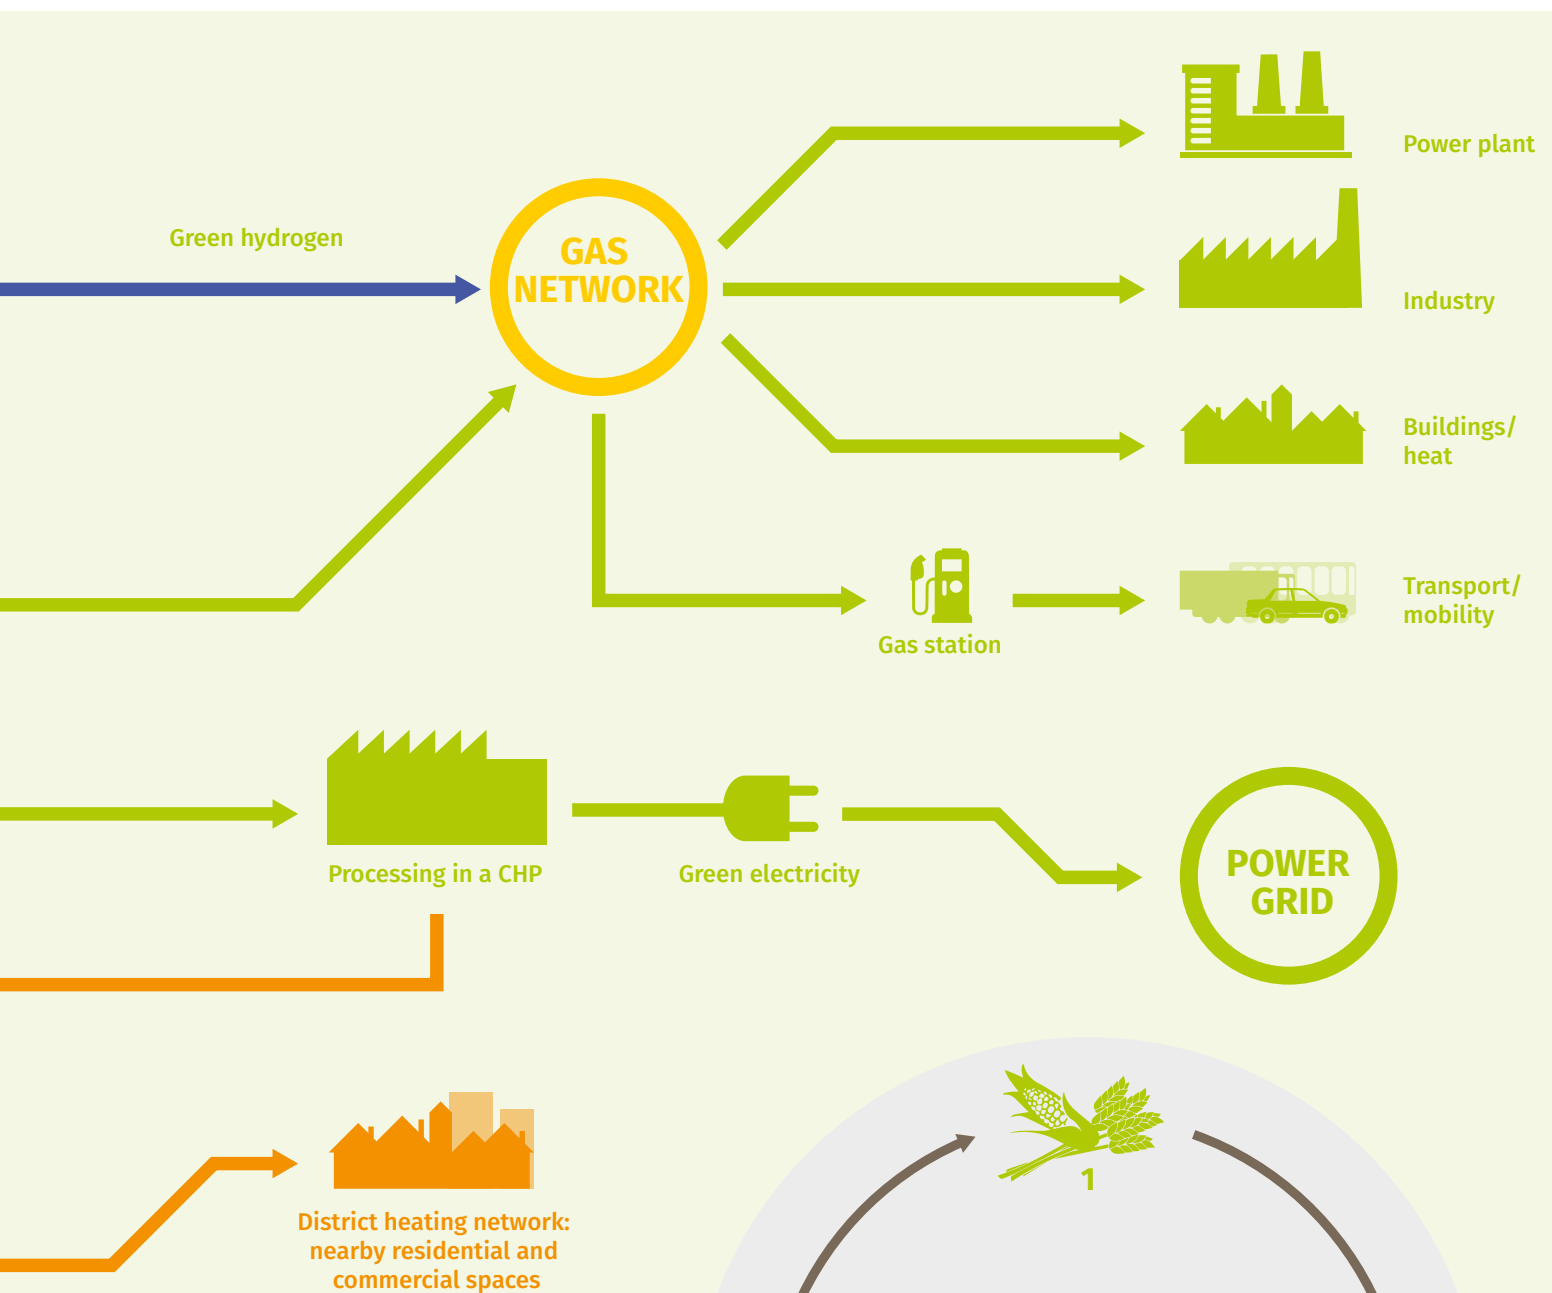 Power plant
Green hydrogen
GAS
NETWORK
Industry
Buildings/
heat
Transport/
mobility
Gas station
Processing in a CHP
Green electricity
POWER
GRID
1
District heating network:
nearby residential and
commercial spaces